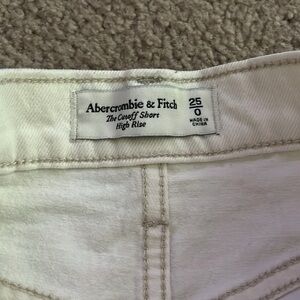 Abercrombie & Fitch
The Cutoff Short
High Rise
25
0
MADE IN
CHINA